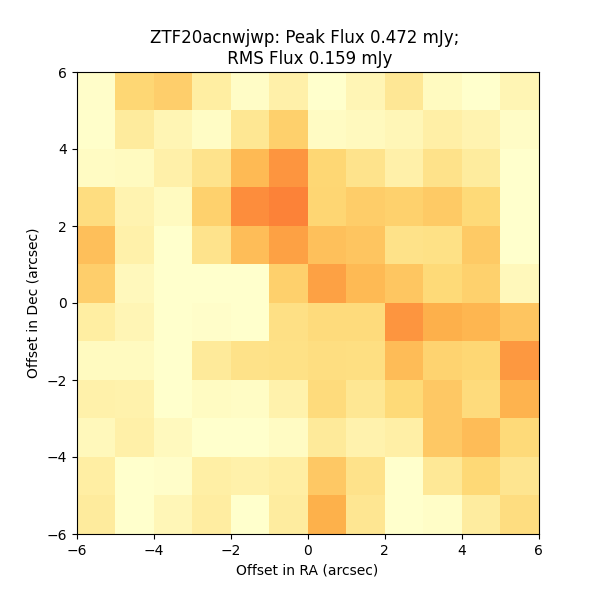 ZTF20acnwjwp: Peak Flux 0.472 mJy;
RMS Flux 0.159 mJy
6
4
2
0
−2
−4
−6
Offset in Dec (arcsec)
−6 −4 −2 0 2 4 6
Offset in RA (arcsec)